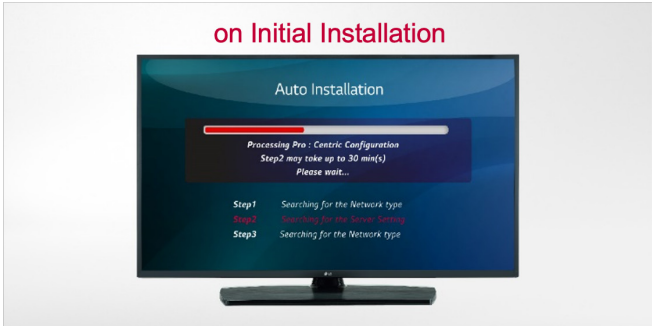 on Initial Installation
Auto Installation
Processing Pro : Centric Configuration
Step2 may take up to 30 min(s)
Please wait...
Step1 Searching for the Network type
Step2 Searching for the Server Setting
Step3 Searching for the Network type
LG